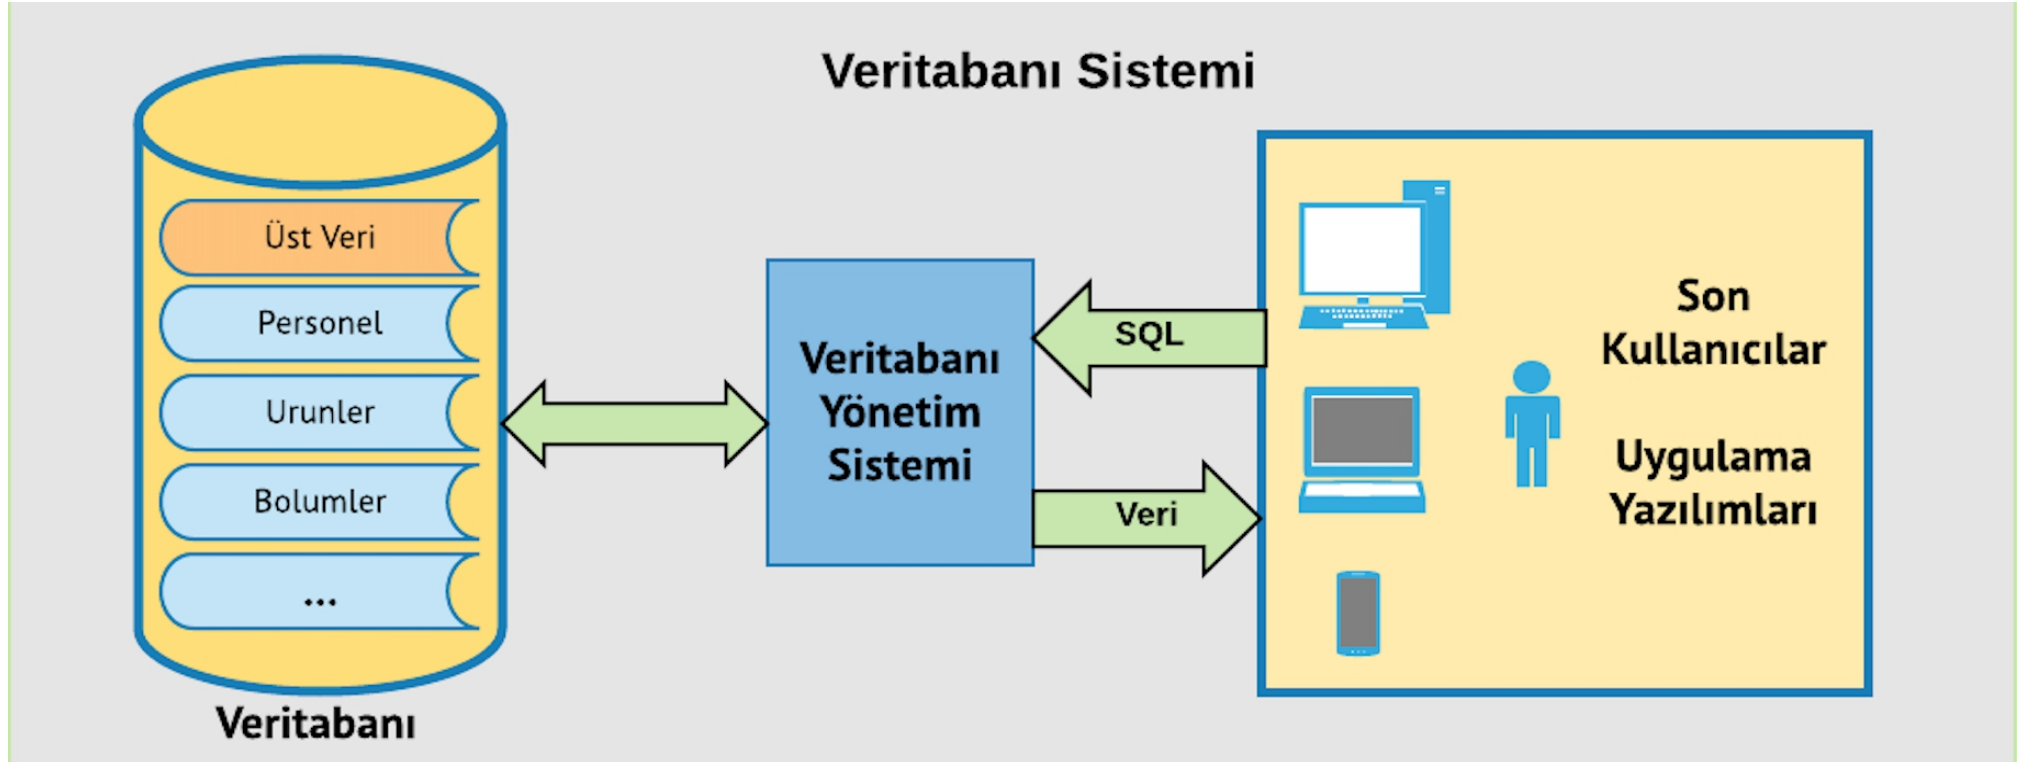 Veritabanı Sistemi
Üst Veri
Personel
Urunler
Bolumler
...
Veritabanı
Veritabanı
Yönetim
Sistemi
SQL
Veri
Son
Kullanıcılar
Uygulama
Yazılımları